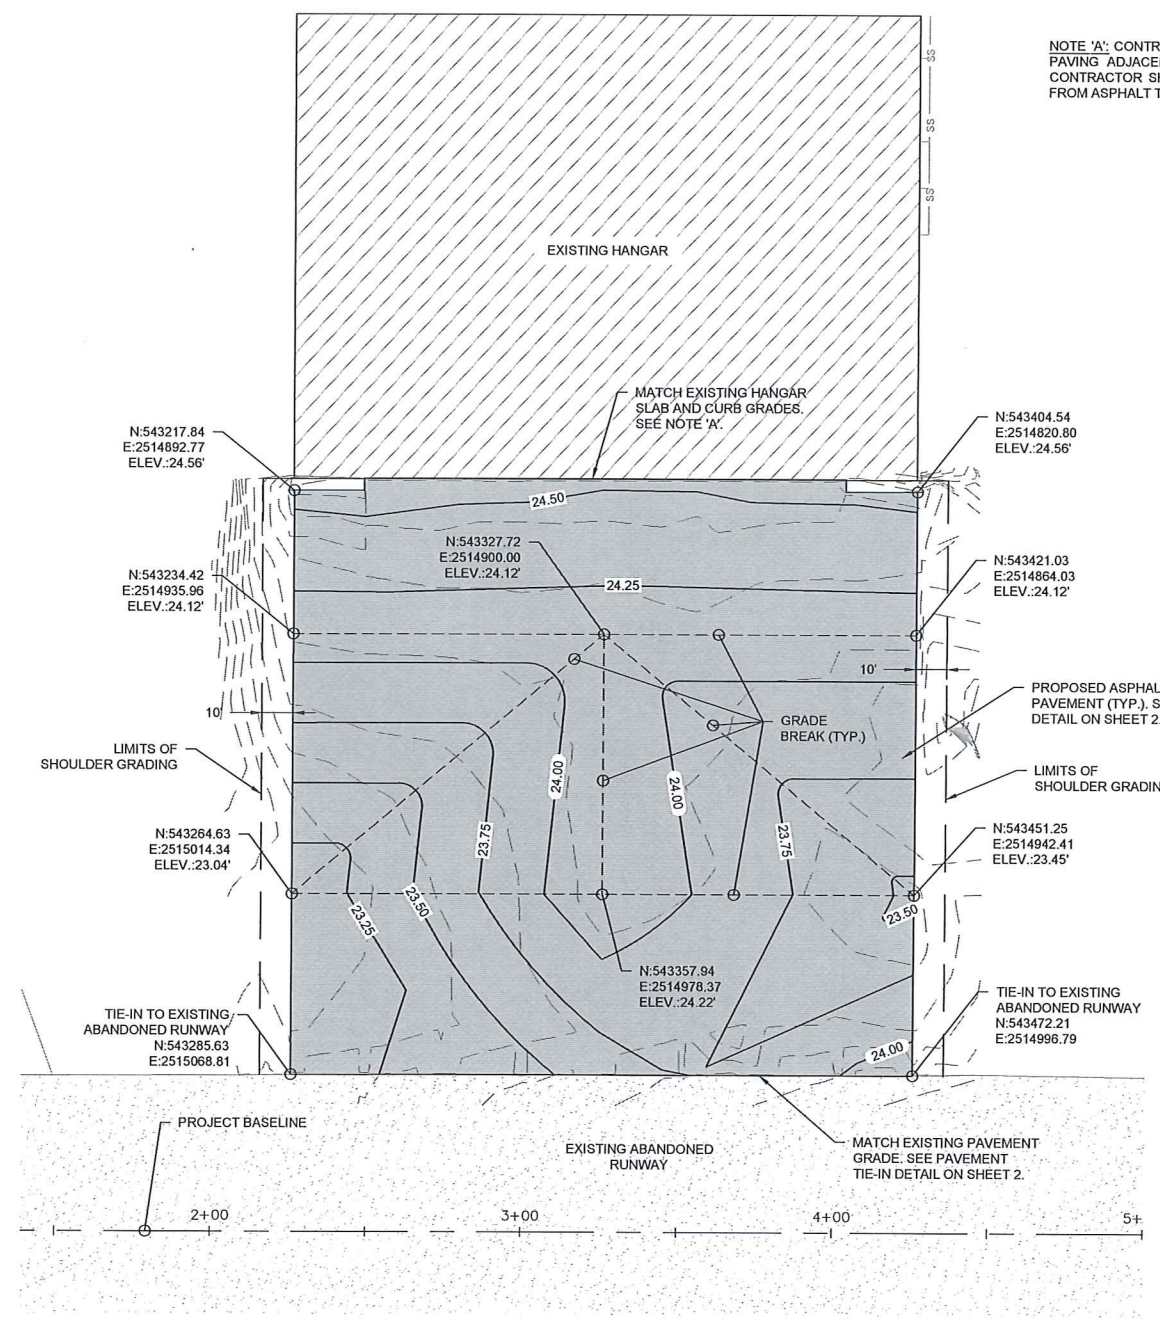 NOTE 'A': CONTR
PAVING ADJACE
CONTRACTOR S
FROM ASPHALT T
SS
SS
SS
EXISTING HANGAR
MATCH EXISTING HANGAR
SLAB AND CURB GRADES.
SEE NOTE 'A'.
N:543217.84
E:2514892.77
ELEV.:24.56'
N:543404.54
E:2514820.80
ELEV.:24.56'
24.50
N:543327.72
E:2514900.00
ELEV.:24.12'
N:543234.42
E:2514935.96
ELEV.:24.12'
N:543421.03
E:2514864.03
ELEV.:24.12'
24.25
10'
10'
PROPOSED ASPHAL
PAVEMENT (TYP.). S
DETAIL ON SHEET 2.
GRADE
BREAK (TYP.)
LIMITS OF
SHOULDER GRADING
LIMITS OF
SHOULDER GRADIN
24.00
24.00
23.75
23.75
N:543264.63
E:2515014.34
ELEV.:23.04'
N:543451.25
E:2514942.41
ELEV.:23.45'
23.25
23.50
23.50
N:543357.94
E:2514978.37
ELEV.:24.22'
TIE-IN TO EXISTING
ABANDONED RUNWAY
N:543285.63
E:2515068.81
TIE-IN TO EXISTING
ABANDONED RUNWAY
N:543472.21
E:2514996.79
24.00
PROJECT BASELINE
EXISTING ABANDONED
RUNWAY
MATCH EXISTING PAVEMENT
GRADE. SEE PAVEMENT
TIE-IN DETAIL ON SHEET 2.
2+00
3+00
4+00
5+